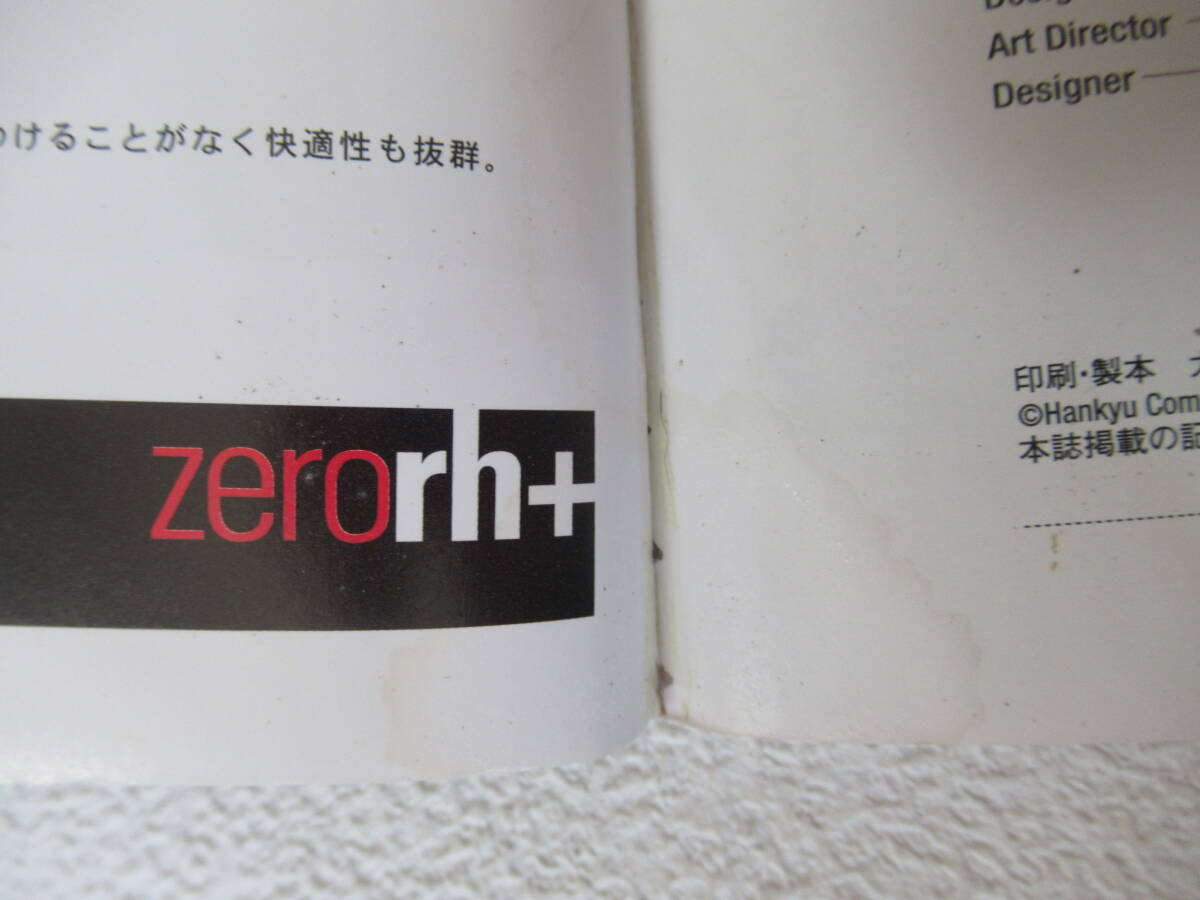 けることがなく快適性も抜群。
zerorh+
Art Director
Designer
印刷・製本
©Hankyu Com
本誌掲載の記